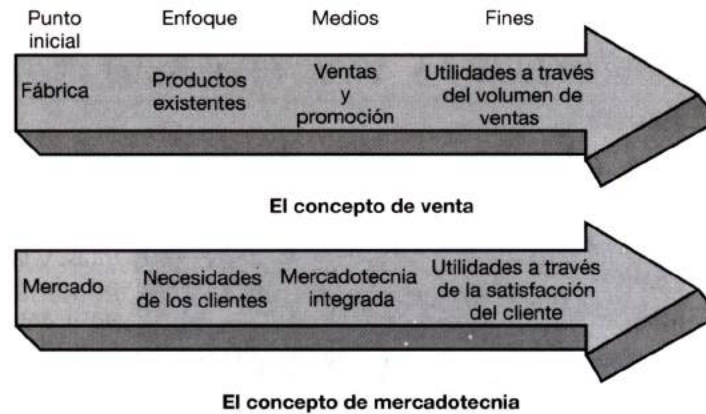 Punto
inicial
Enfoque
Medios
Fines
Fábrica
Productos
existentes
Ventas
y
promoción
Utilidades a través
del volumen de
ventas
El concepto de venta
Mercado
Necesidades
de los clientes
Mercadotecnia
integrada
Utilidades a través
de la satisfacción
del cliente
El concepto de mercadotecnia